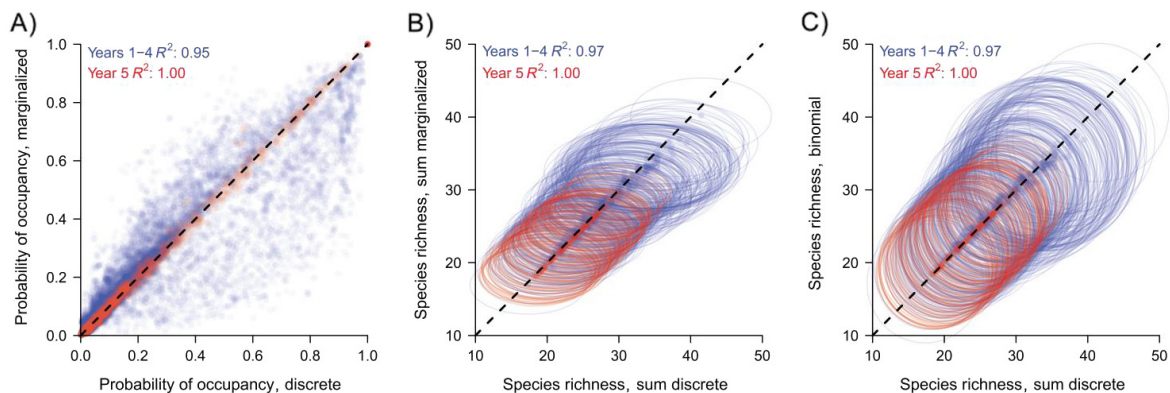 A)
Years 1–4 R²: 0.95
Year 5 R²: 1.00
Probability of occupancy, marginalized
1.0
0.8
0.6
0.4
0.2
0.0
0.0 0.2 0.4 0.6 0.8 1.0
Probability of occupancy, discrete
B)
Years 1–4 R²: 0.97
Year 5 R²: 1.00
Species richness, sum marginalized
50
40
30
20
10
10 20 30 40 50
Species richness, sum discrete
C)
Years 1–4 R²: 0.97
Year 5 R²: 1.00
Species richness, binomial
50
40
30
20
10
10 20 30 40 50
Species richness, sum discrete